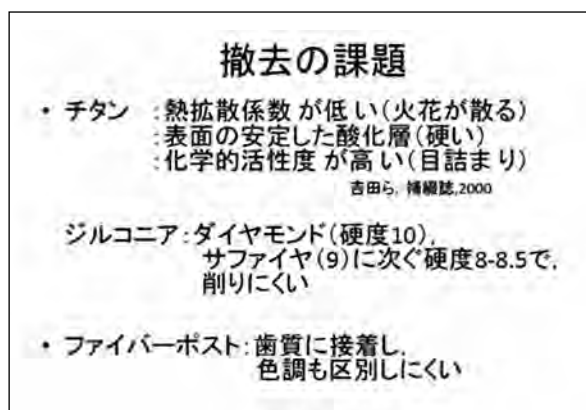 撤去の課題
• チタン :熱拡散係数が低い(火花が散る)
:表面の安定した酸化層(硬い)
:化学的活性度が高い(目詰まり)
吉田ら, 補綴誌,2000
ジルコニア:ダイヤモンド(硬度10),
サファイヤ(9)に次ぐ硬度8-8.5で,
削りにくい
• ファイバーポスト:歯質に接着し,
色調も区別しにくい